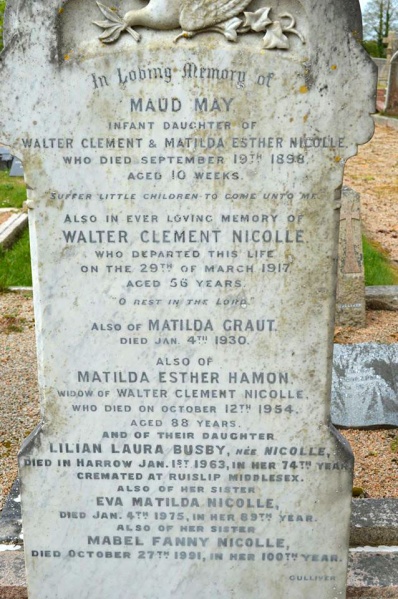 In Loving Memory of
MAUD MAY.
INFANT DAUGHTER OF
WALTER CLEMENT & MATILDA ESTHER NICOLLE.
WHO DIED SEPTEMBER 19TH 1898.
AGED 10 WEEKS.
"SUFFER LITTLE CHILDREN TO COME UNTO ME."
ALSO IN EVER LOVING MEMORY OF
WALTER CLEMENT NICOLLE.
WHO DEPARTED THIS LIFE
ON THE 29TH OF MARCH 1917.
AGED 56 YEARS.
"O REST IN THE LORD."
ALSO OF MATILDA GRAUT.
DIED JAN. 4TH 1930.
ALSO OF
MATILDA ESTHER HAMON.
WIDOW OF WALTER CLEMENT NICOLLE.
WHO DIED ON OCTOBER 12TH 1954.
AGED 88 YEARS.
AND OF THEIR DAUGHTER
LILIAN LAURA BUSBY, NÉE NICOLLE,
DIED IN HARROW JAN. 1ST 1963, IN HER 74TH YEAR.
CREMATED AT RUISLIP MIDDLESEX.
ALSO OF HER SISTER
EVA MATILDA NICOLLE,
DIED JAN. 4TH 1975, IN HER 89TH YEAR.
ALSO OF HER SISTER
MABEL FANNY NICOLLE,
DIED OCTOBER 27TH 1991, IN HER 100TH YEAR.
GULLIVER